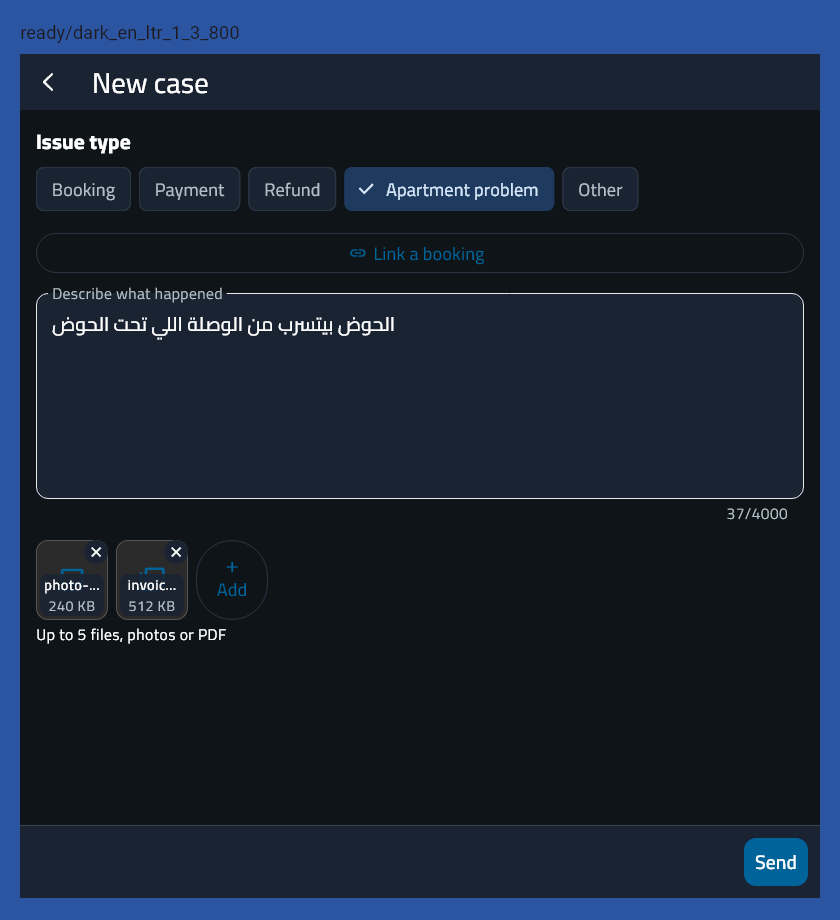 ready/dark_en_ltr_1_3_800
New case
Issue type
Booking
Payment
Refund
Apartment problem
Other
Link a booking
Describe what happened
الحوض بيتسرب من الوصلة اللي تحت الحوض
37/4000
photo-...
240 KB
invoic...
512 KB
+
Add
Up to 5 files, photos or PDF
Send